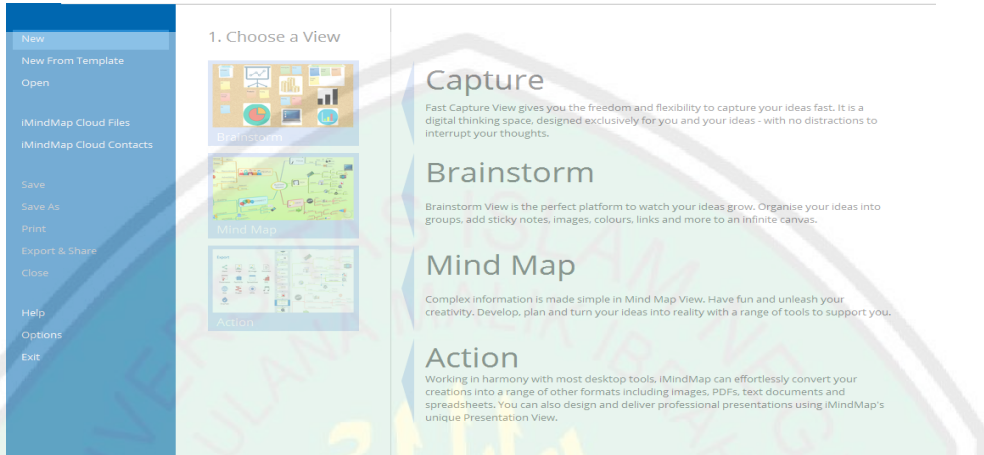 New
New From Template
Open
iMindMap Cloud Files
iMindMap Cloud Contacts
Save
Save As
Print
Export & Share
Close
Help
Options
Exit
1. Choose a View
Brainstorm
Mind Map
Action
Capture
Fast Capture View gives you the freedom and flexibility to capture your ideas fast. It is a
digital thinking space, designed exclusively for you and your ideas - with no distractions to
interrupt your thoughts.
Brainstorm
Brainstorm View is the perfect platform to watch your ideas grow. Organise your ideas into
groups, add sticky notes, images, colours, links and more to an infinite canvas.
Mind Map
Complex information is made simple in Mind Map View. Have fun and unleash your
creativity. Develop, plan and turn your ideas into reality with a range of tools to support you.
Action
Working in harmony with most desktop tools, iMindMap can effortlessly convert your
creations into a range of other formats including images, PDFs, text documents and
spreadsheets. You can also design and deliver professional presentations using iMindMap's
unique Presentation View.
ISLAM
MALIK